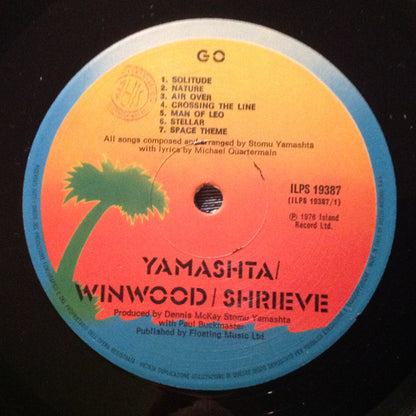 GO
1. SOLITUDE
2. NATURE
3. AIR OVER
4. CROSSING THE LINE
5. MAN OF LEO
6. STELLAR
7. SPACE THEME
All songs composed and arranged by Stomu Yamashta
with lyrics by Michael Quartermain
ILPS 19387
(ILPS 19387/1)
℗ 1976 Island
Record Ltd.
YAMASHTA/
WINWOOD/SHRIEVE
Produced by Dennis McKay Stomu Yamashta
with Paul Buckmaster
Published by Floating Music Ltd.